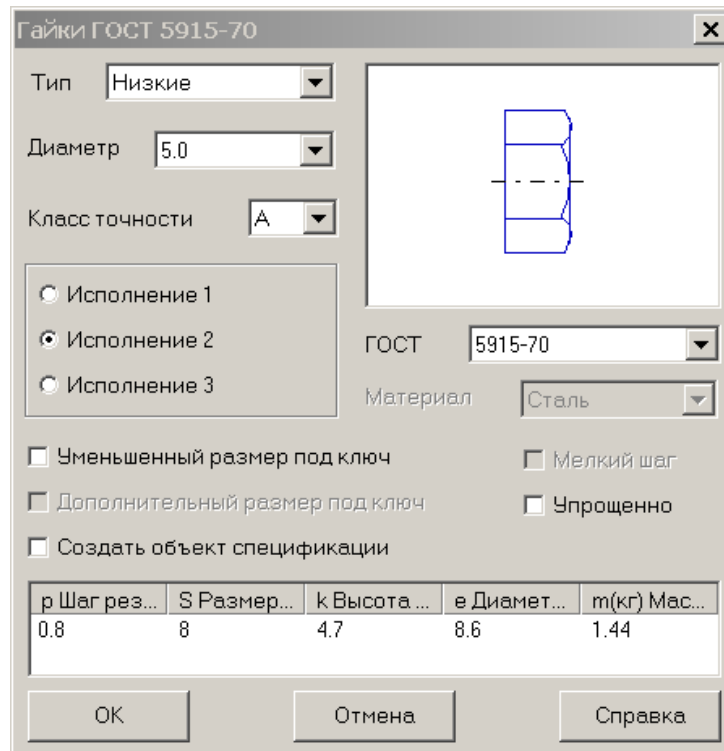 Гайки ГОСТ 5915-70
Тип Низкие
Диаметр 5.0
Класс точности А
Исполнение 1
Исполнение 2
Исполнение 3
ГОСТ 5915-70
Материал Сталь
Уменьшенный размер под ключ
Мелкий шаг
Дополнительный размер под ключ
Упрощенно
Создать объект спецификации
p Шаг рез... S Размер... k Высота ... e Диамет... m(кг) Мас...
0.8 8 4.7 8.6 1.44
OK Отмена Справка